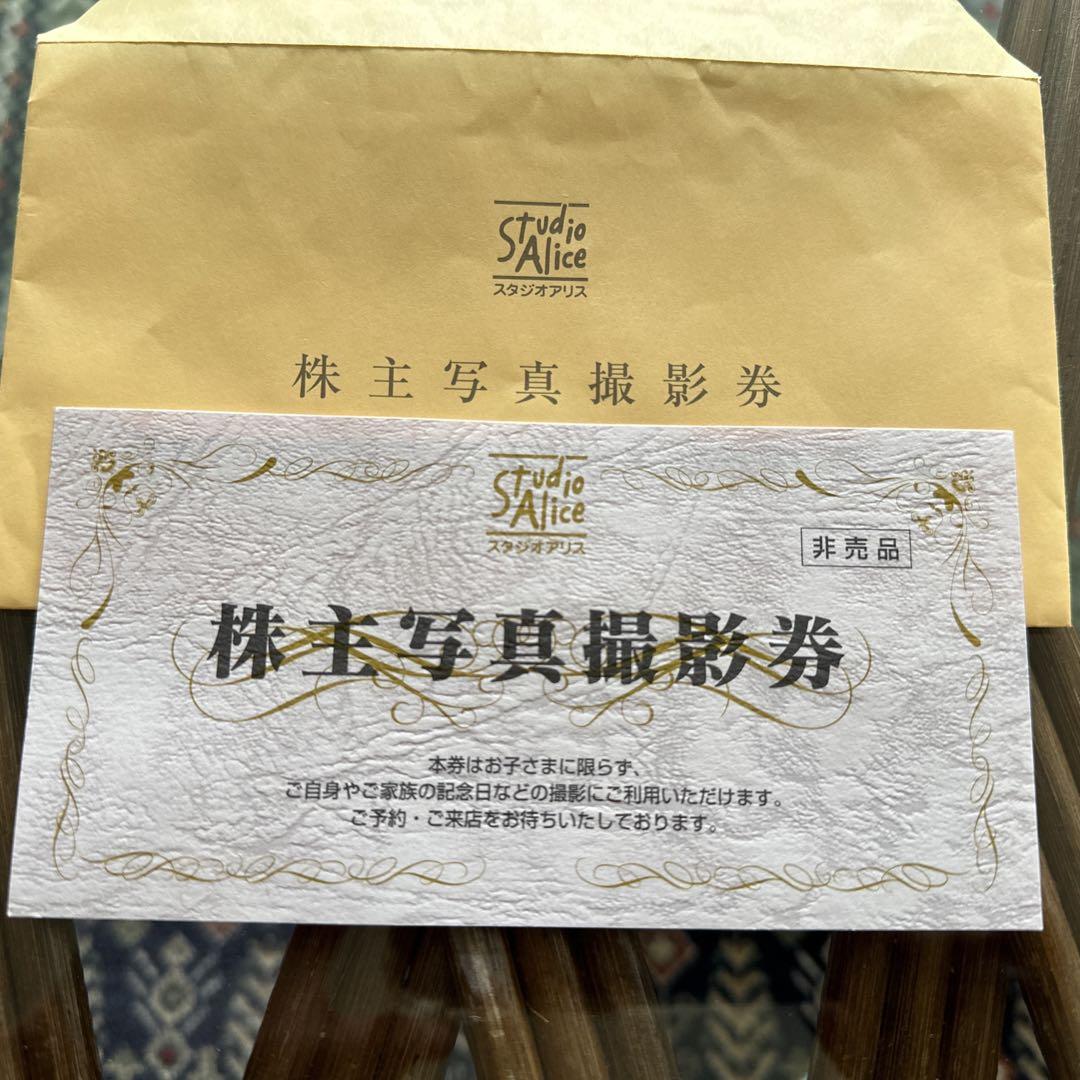 Studio
Alice
スタジオアリス
株主写真撮影券
Studio
Alice
スタジオアリス
非売品
株主写真撮影券
本券はお子さまに限らず、
ご自身やご家族の記念日などの撮影にご利用いただけます。
ご予約・ご来店をお待ちいたしております。